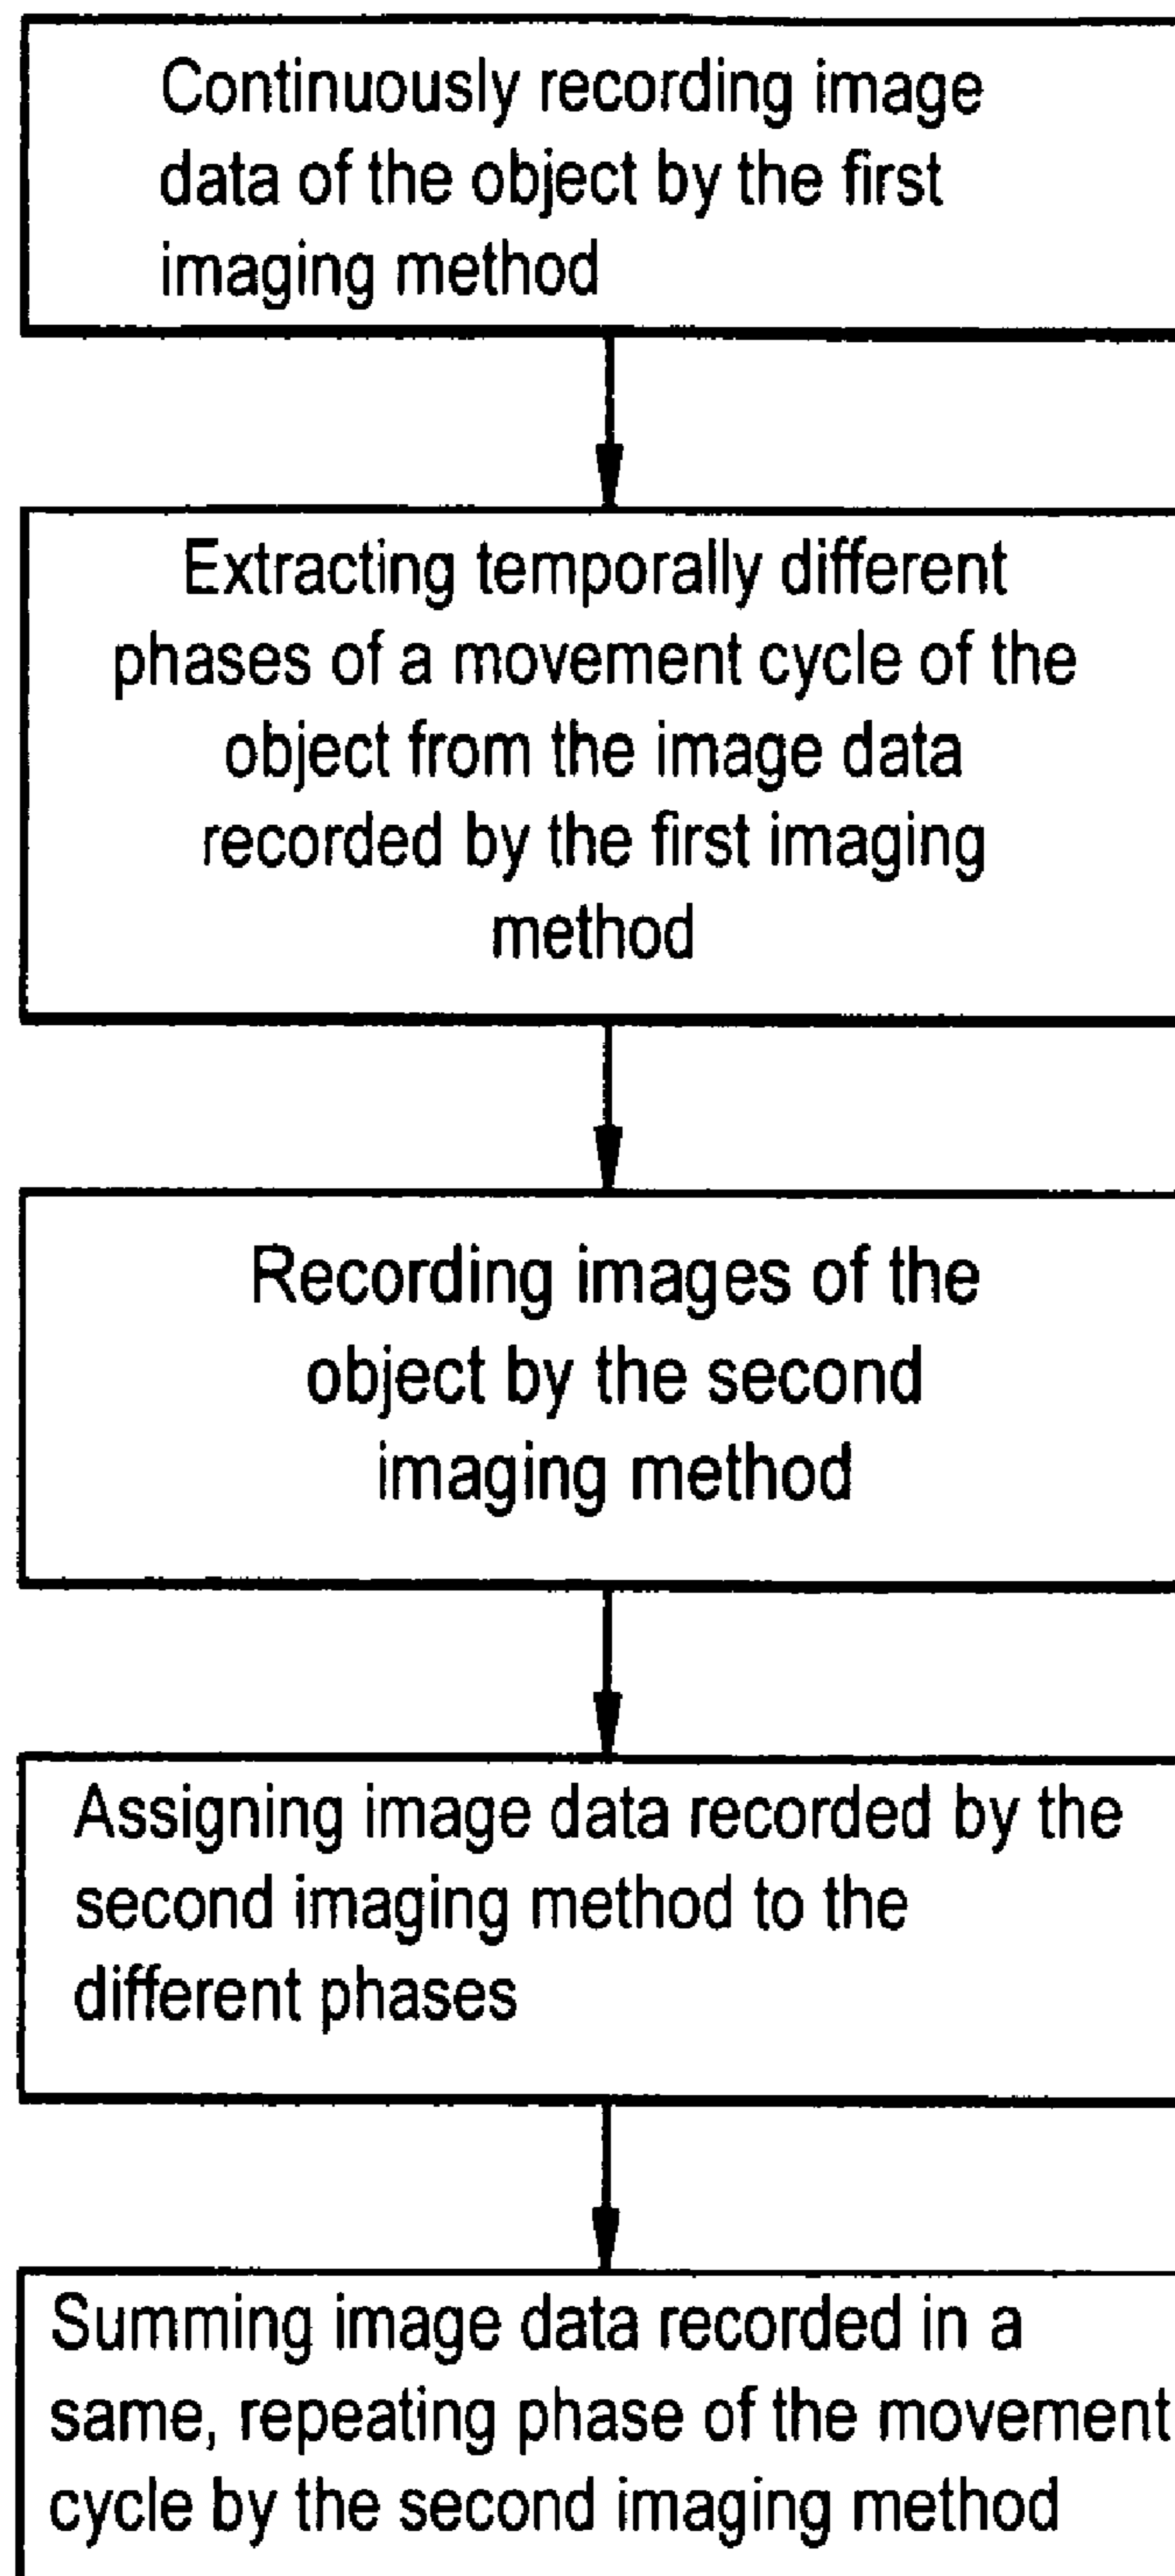 Continuously recording image
data of the object by the first
imaging method
Extracting temporally different
phases of a movement cycle of the
object from the image data
recorded by the first imaging
method
Recording images of the
object by the second
imaging method
Assigning image data recorded by the
second imaging method to the
different phases
Summing image data recorded in a
same, repeating phase of the movement
cycle by the second imaging method